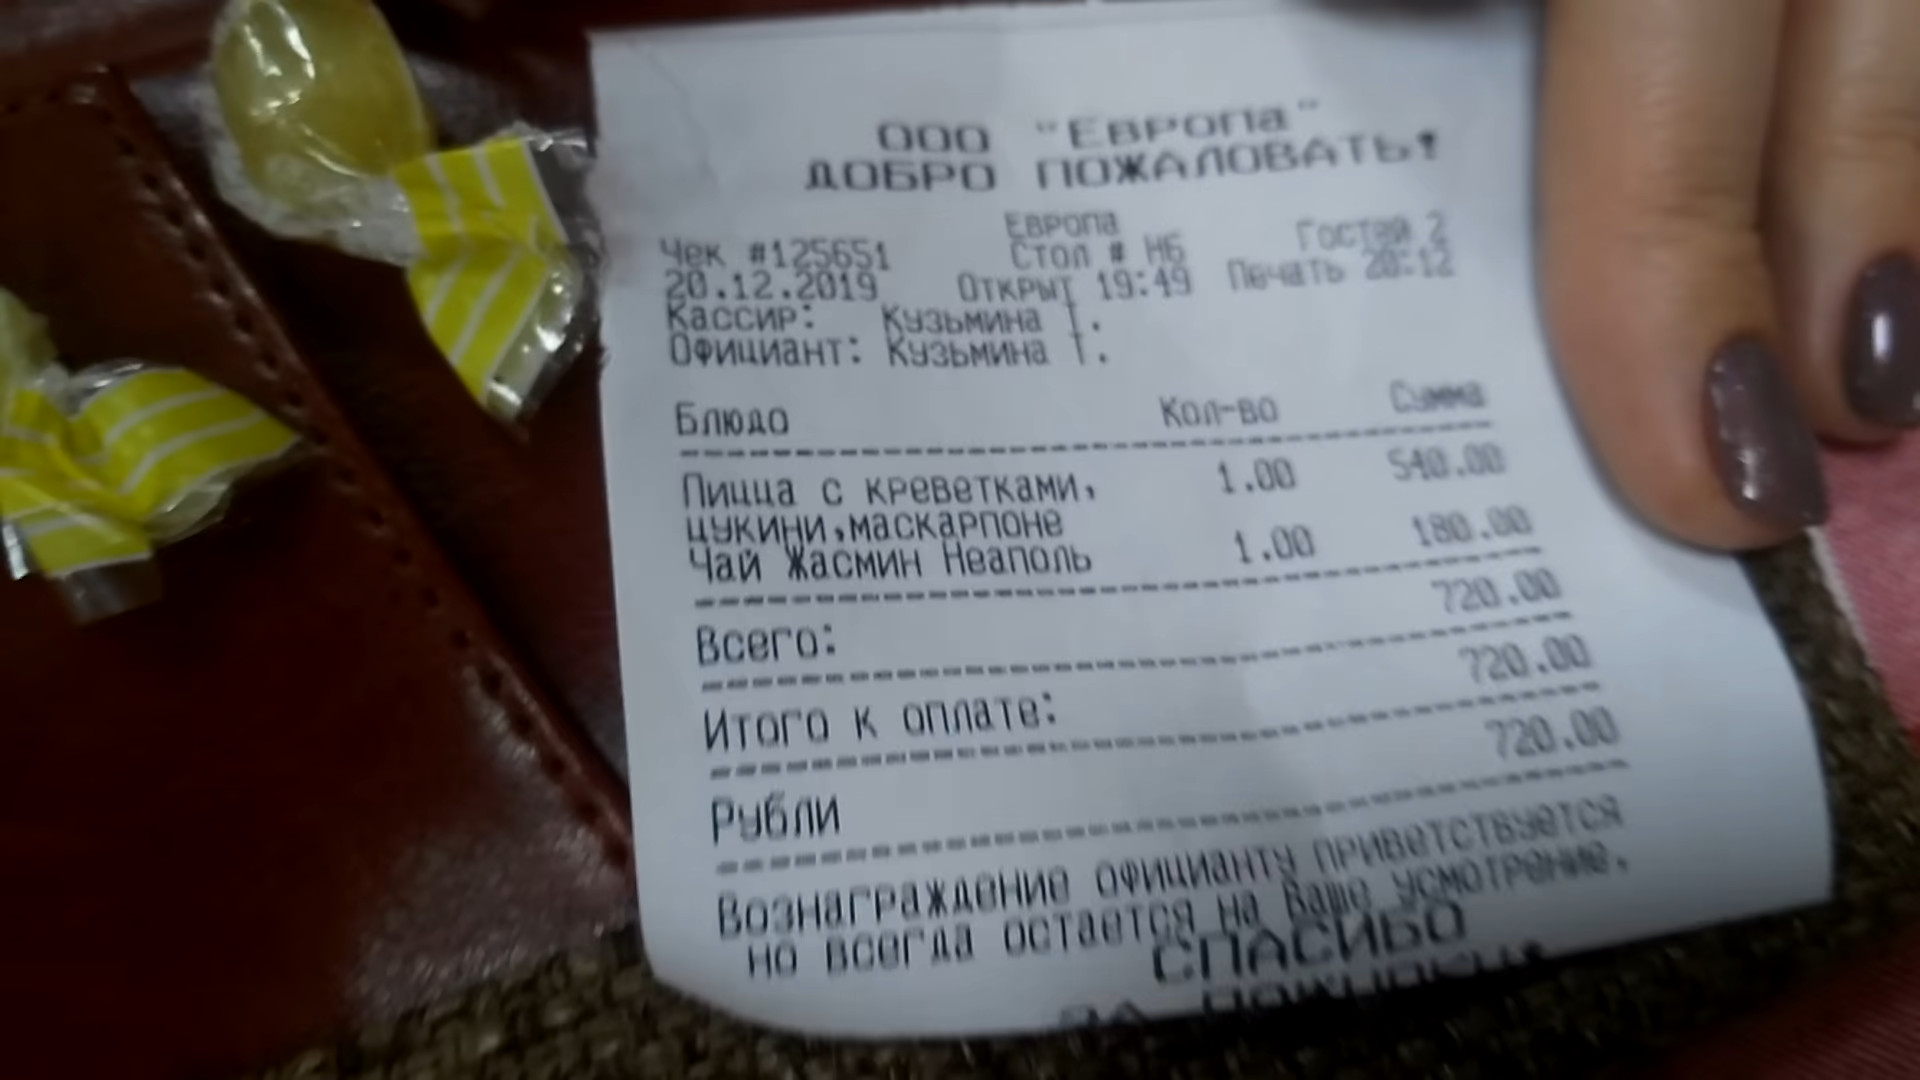 ООО "Европа"
ДОБРО ПОЖАЛОВАТЬ!
Европа
Чек #125651 Стол # Н6 Гостей 2
20.12.2019 Открыт 19:49 Печать 20:12
Кассир: Кузьмина Т.
Официант: Кузьмина Т.
Блюдо Кол-во Сумма
Пицца с креветками, 1.00 540.00
цукини,маскарпоне
Чай Жасмин Неаполь 1.00 180.00
Всего: 720.00
Итого к оплате: 720.00
Рубли 720.00
Вознаграждение официанту приветствуется
но всегда остается на Ваше усмотрение.
СПАСИБО
ЗА ПОКУПКУ!